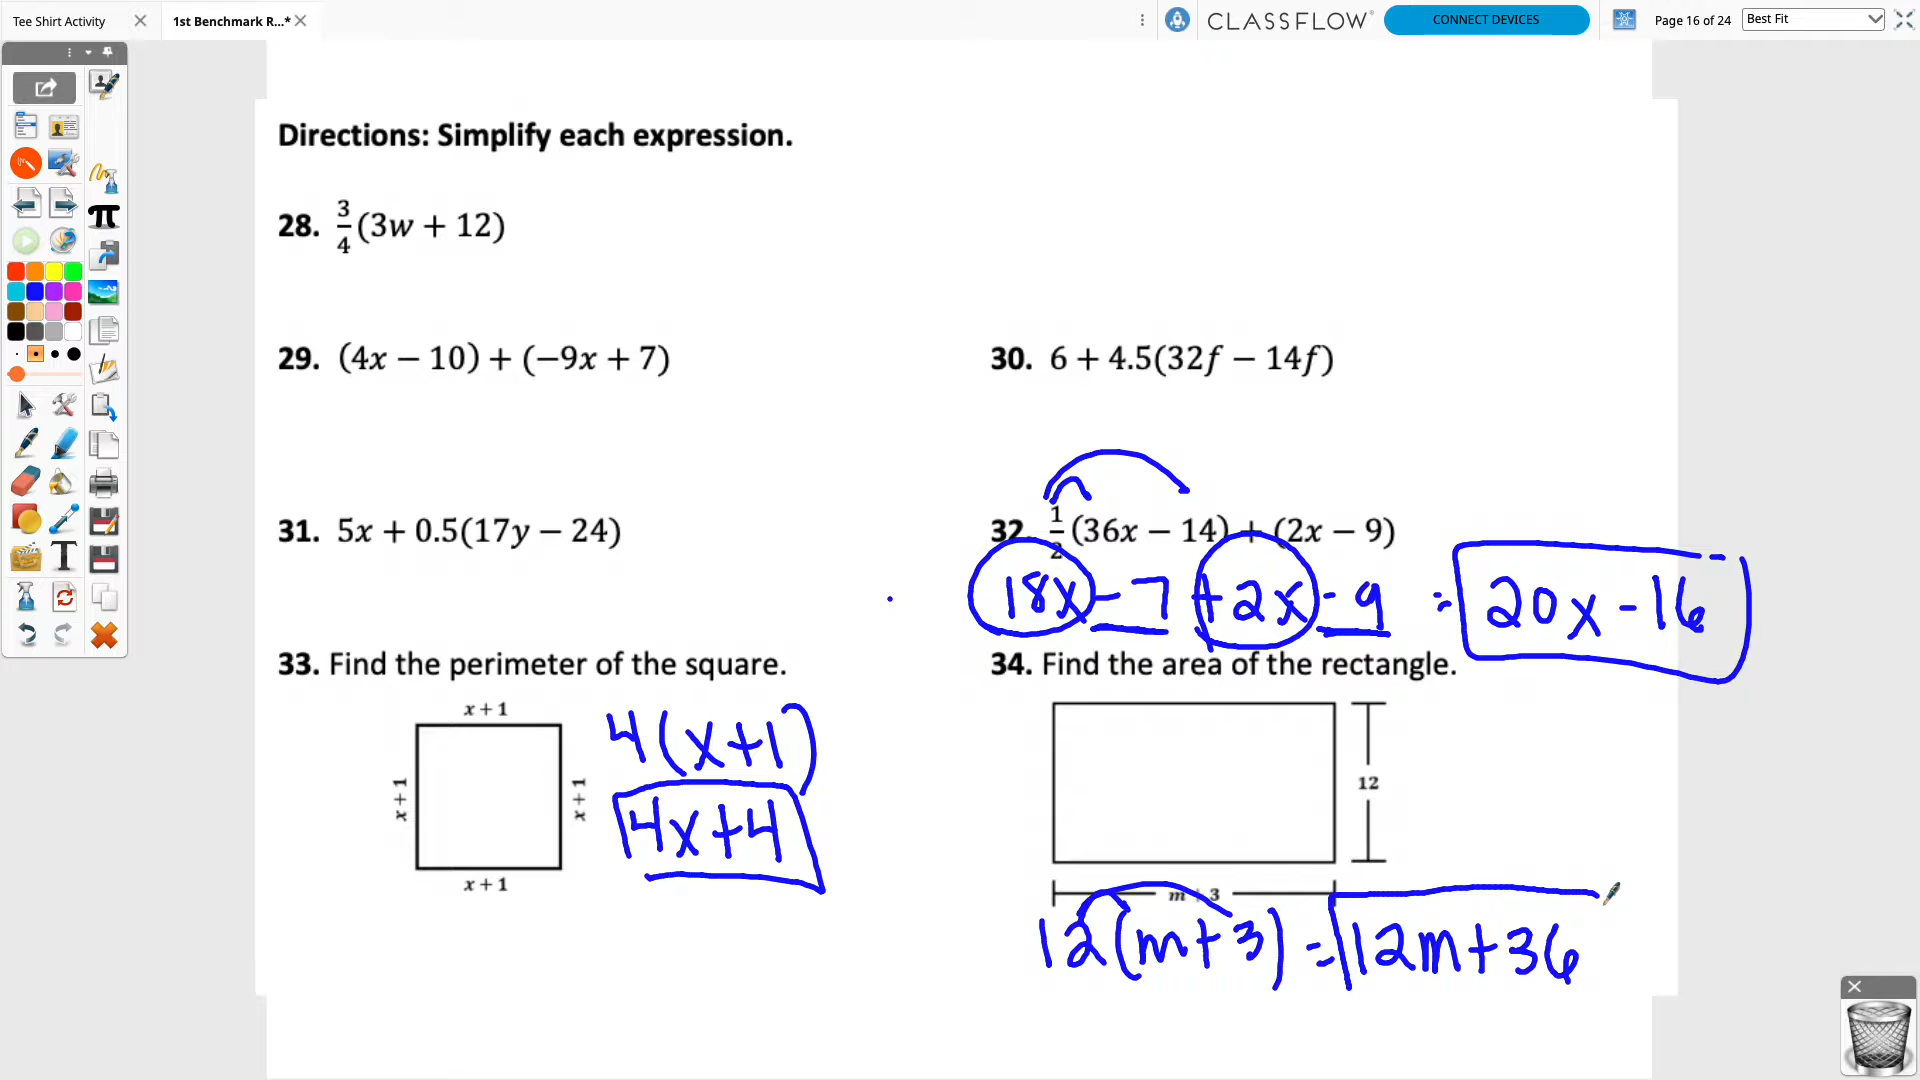 Tee Shirt Activity
1st Benchmark R...*
CLASSFLOW
CONNECT DEVICES
Page 16 of 24
Best Fit
Directions: Simplify each expression.
28. 3/4(3w + 12)
29. (4x − 10) + (−9x + 7)
30. 6 + 4.5(32f − 14f)
31. 5x + 0.5(17y − 24)
32. 1/2(36x − 14) + (2x − 9)
18x - 7 + 2x - 9 = 20x - 16
33. Find the perimeter of the square.
x + 1
x + 1
x + 1
x + 1
4(x+1)
4x+4
34. Find the area of the rectangle.
12
m + 3
12(m+3) = 12m+36